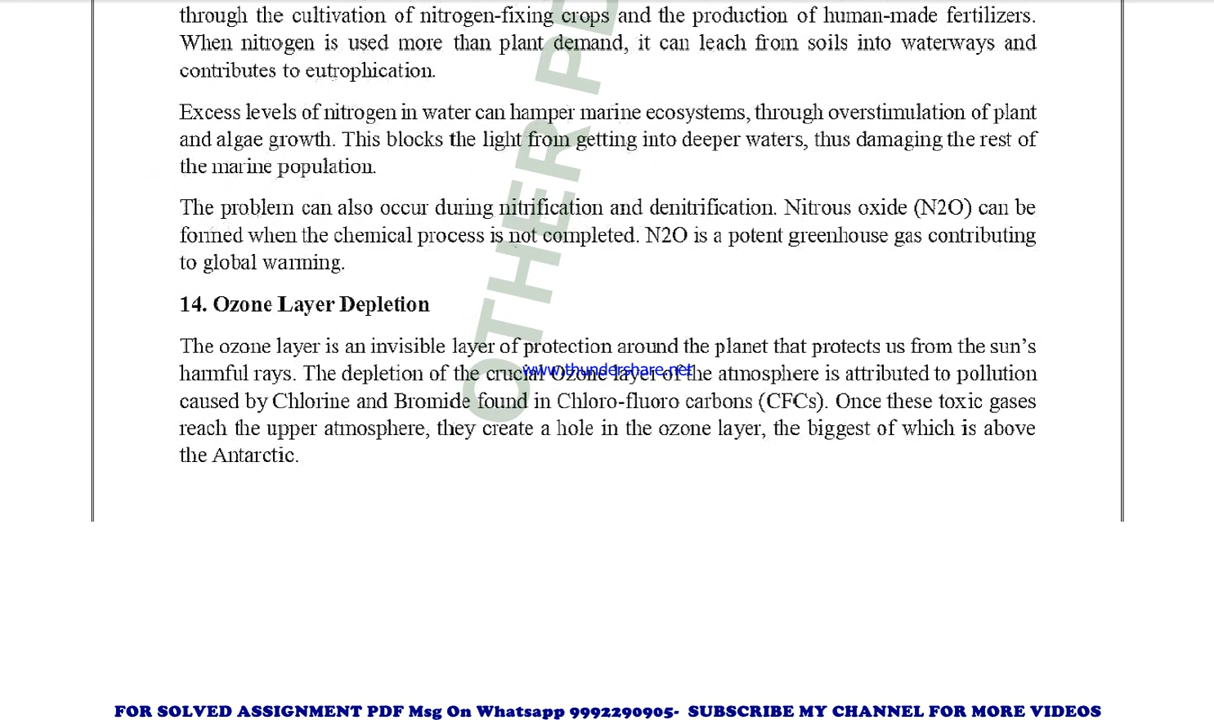 through the cultivation of nitrogen-fixing crops and the production of human-made fertilizers.
When nitrogen is used more than plant demand, it can leach from soils into waterways and
contributes to eutrophication.
Excess levels of nitrogen in water can hamper marine ecosystems, through overstimulation of plant
and algae growth. This blocks the light from getting into deeper waters, thus damaging the rest of
the marine population.
The problem can also occur during nitrification and denitrification. Nitrous oxide (N2O) can be
formed when the chemical process is not completed. N2O is a potent greenhouse gas contributing
to global warming.
14. Ozone Layer Depletion
The ozone layer is an invisible layer of protection around the planet that protects us from the sun’s
harmful rays. The depletion of the crucial Ozone layer of the atmosphere is attributed to pollution
www.thundershare.net
caused by Chlorine and Bromide found in Chloro-fluoro carbons (CFCs). Once these toxic gases
reach the upper atmosphere, they create a hole in the ozone layer, the biggest of which is above
the Antarctic.
OTHER PD
FOR SOLVED ASSIGNMENT PDF Msg On Whatsapp 9992290905- SUBSCRIBE MY CHANNEL FOR MORE VIDEOS